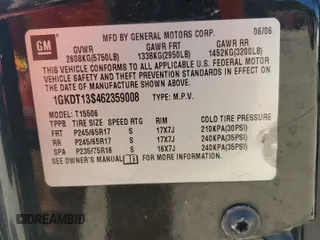 GM
MFD BY GENERAL MOTORS CORP. 06/06
GVWR GAWR FRT GAWR RR
2608KG(5750LB) 1338KG(2950LB) 1452KG(3200LB)
THIS VEHICLE CONFORMS TO ALL APPLICABLE U.S. FEDERAL MOTOR
VEHICLE SAFETY AND THEFT PREVENTION STANDARDS IN EFFECT ON
THE DATE OF MANUFACTURE SHOWN ABOVE.
1GKDT13S462359008 TYPE: M.P.V.
MODEL: T15506
TPPB TIRE SIZE SPEED RTG RIM COLD TIRE PRESSURE
FRT P245/65R17 S 17X7J 210KPA(30PSI)
RR P245/65R17 S 17X7J 240KPA(35PSI)
SPA P235/75R16 S 16X7J 240KPA(35PSI)
SEE OWNER'S MANUAL
© DREAMBID